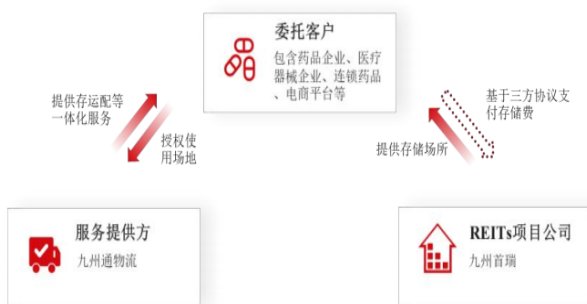 委托客户
包含药品企业、医疗
器械企业、连锁药品
、电商平台等
提供存运配等
一体化服务
授权使
用场地
基于三方协议支
付存储费
提供存储场所
服务提供方
九州通物流
REITs项目公司
九州首瑞